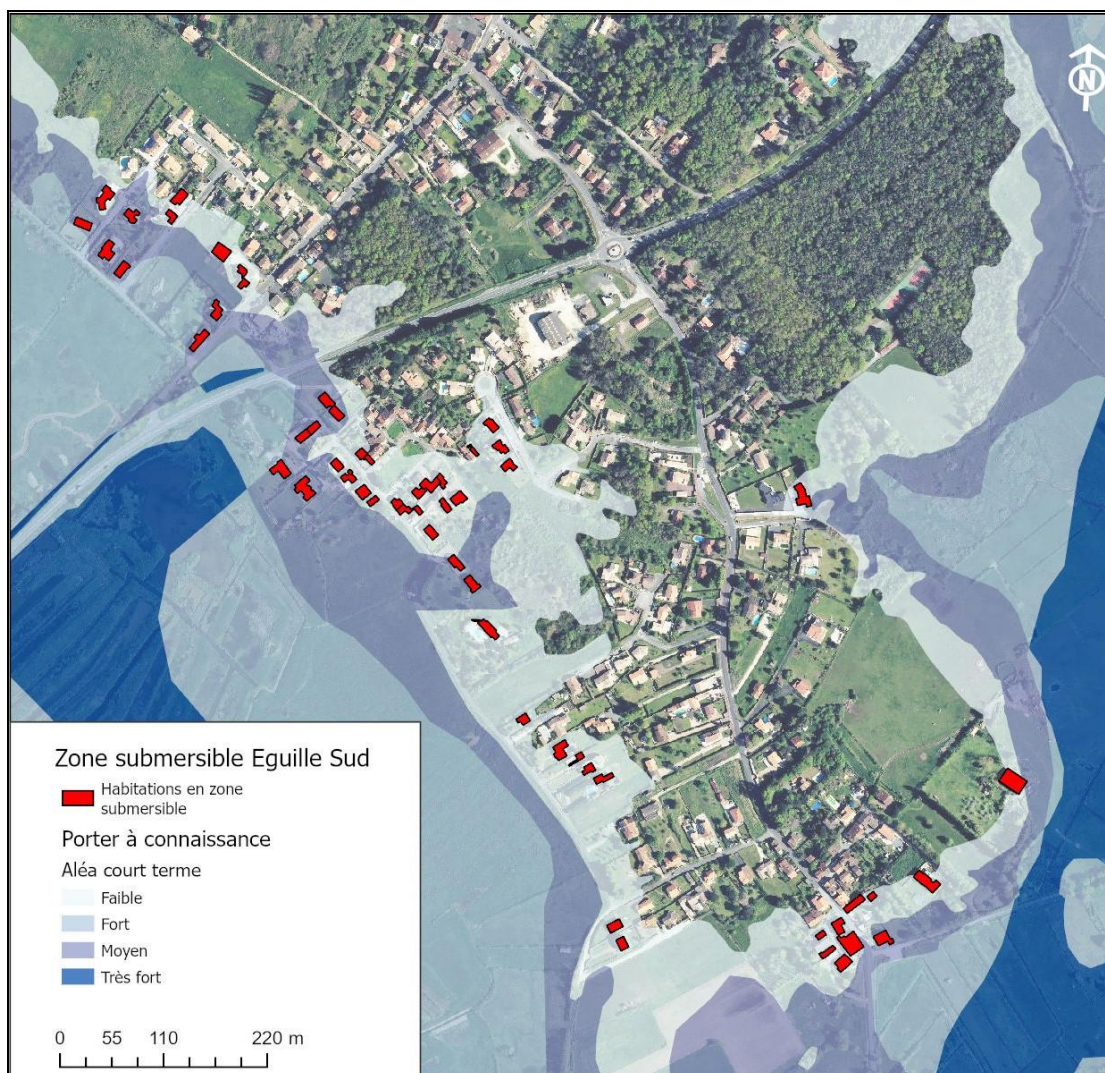 N
Zone submersible Eguille Sud
Habitations en zone
submersible
Porter à connaissance
Aléa court terme
Faible
Fort
Moyen
Très fort
0 55 110 220 m